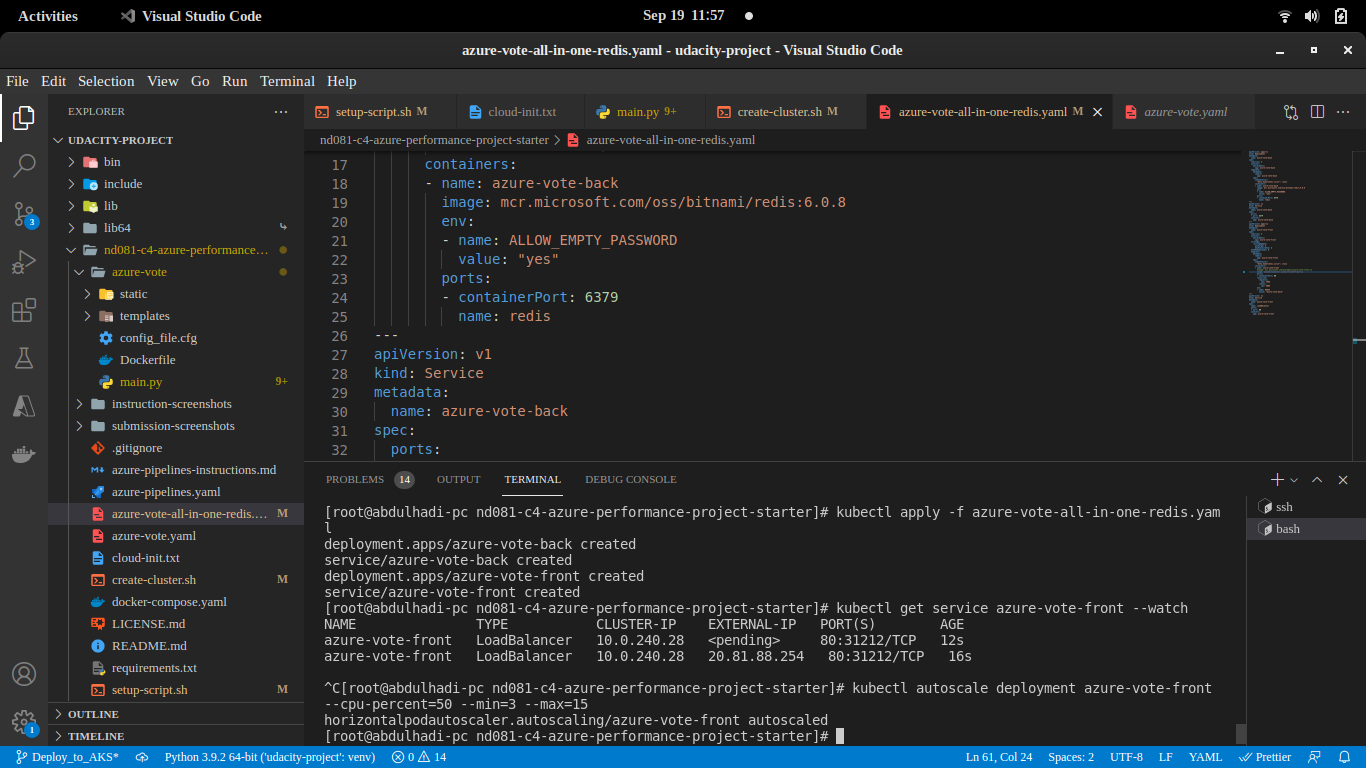 Activities Visual Studio Code Sep 19 11:57
azure-vote-all-in-one-redis.yaml - udacity-project - Visual Studio Code
File Edit Selection View Go Run Terminal Help
EXPLORER
UDACITY-PROJECT
bin
include
lib
lib64
nd081-c4-azure-performance…
azure-vote
static
templates
config_file.cfg
Dockerfile
main.py 9+
instruction-screenshots
submission-screenshots
.gitignore
azure-pipelines-instructions.md
azure-pipelines.yaml
azure-vote-all-in-one-redis.… M
azure-vote.yaml
cloud-init.txt
create-cluster.sh M
docker-compose.yaml
LICENSE.md
README.md
requirements.txt
setup-script.sh M
OUTLINE
TIMELINE
3
1
setup-script.sh M cloud-init.txt main.py 9+ create-cluster.sh M azure-vote-all-in-one-redis.yaml M azure-vote.yaml
nd081-c4-azure-performance-project-starter > azure-vote-all-in-one-redis.yaml
17 containers:
18 - name: azure-vote-back
19 image: mcr.microsoft.com/oss/bitnami/redis:6.0.8
20 env:
21 - name: ALLOW_EMPTY_PASSWORD
22 value: "yes"
23 ports:
24 - containerPort: 6379
25 name: redis
26 ---
27 apiVersion: v1
28 kind: Service
29 metadata:
30 name: azure-vote-back
31 spec:
32 ports:
PROBLEMS 14 OUTPUT TERMINAL DEBUG CONSOLE
ssh
bash
[root@abdulhadi-pc nd081-c4-azure-performance-project-starter]# kubectl apply -f azure-vote-all-in-one-redis.yam
l
deployment.apps/azure-vote-back created
service/azure-vote-back created
deployment.apps/azure-vote-front created
service/azure-vote-front created
[root@abdulhadi-pc nd081-c4-azure-performance-project-starter]# kubectl get service azure-vote-front --watch
NAME TYPE CLUSTER-IP EXTERNAL-IP PORT(S) AGE
azure-vote-front LoadBalancer 10.0.240.28 <pending> 80:31212/TCP 12s
azure-vote-front LoadBalancer 10.0.240.28 20.81.88.254 80:31212/TCP 16s
^C[root@abdulhadi-pc nd081-c4-azure-performance-project-starter]# kubectl autoscale deployment azure-vote-front
--cpu-percent=50 --min=3 --max=15
horizontalpodautoscaler.autoscaling/azure-vote-front autoscaled
[root@abdulhadi-pc nd081-c4-azure-performance-project-starter]#
Deploy_to_AKS* Python 3.9.2 64-bit ('udacity-project': venv) 0 14 Ln 61, Col 24 Spaces: 2 UTF-8 LF YAML Prettier